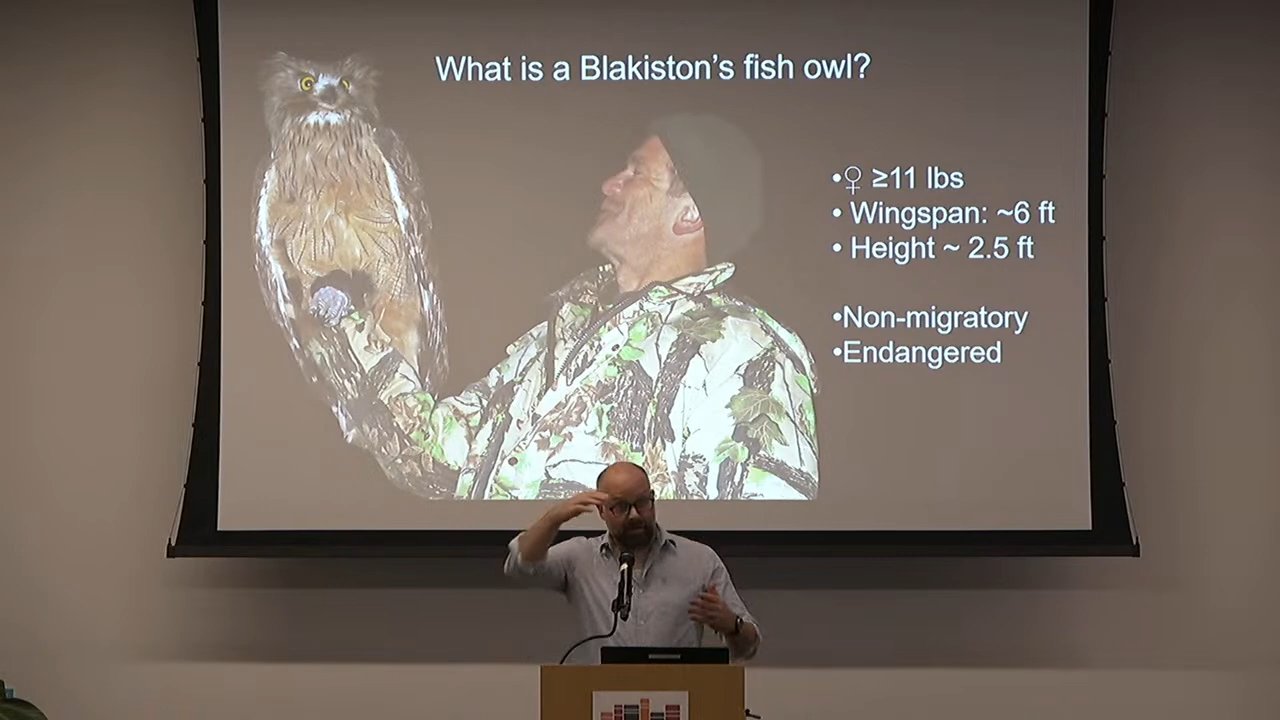 What is a Blakiston's fish owl?
•♀ ≥11 lbs
• Wingspan: ~6 ft
• Height ~ 2.5 ft
•Non-migratory
•Endangered